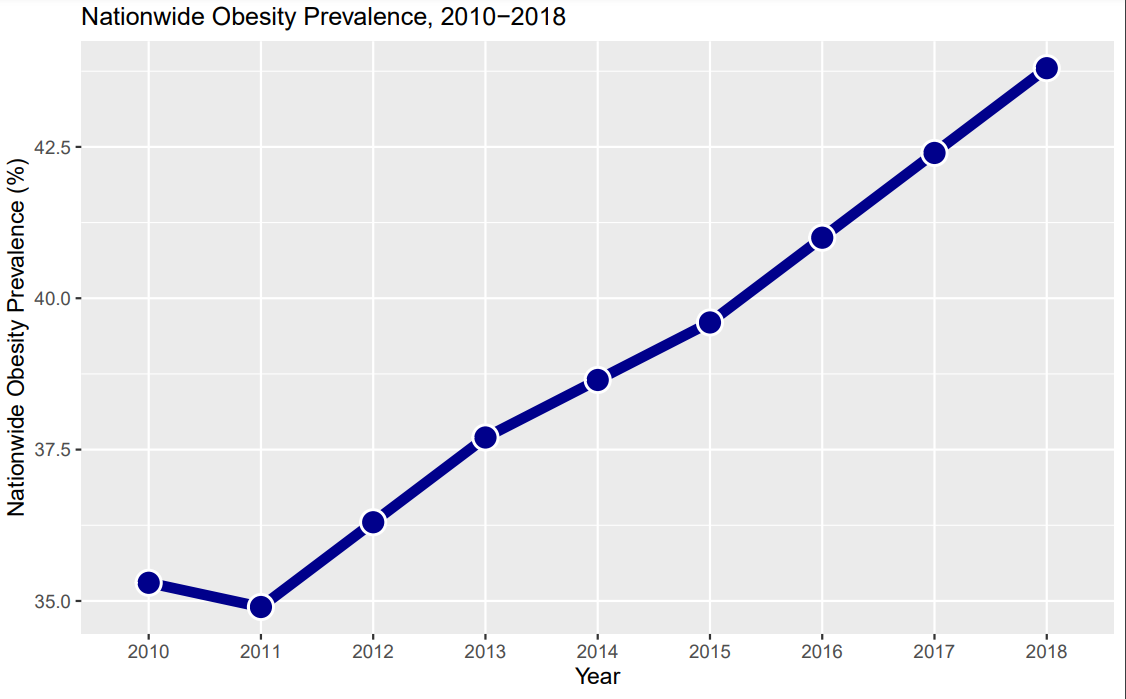 Nationwide Obesity Prevalence, 2010−2018
Nationwide Obesity Prevalence (%)
42.5
40.0
37.5
35.0
2010 2011 2012 2013 2014 2015 2016 2017 2018
Year